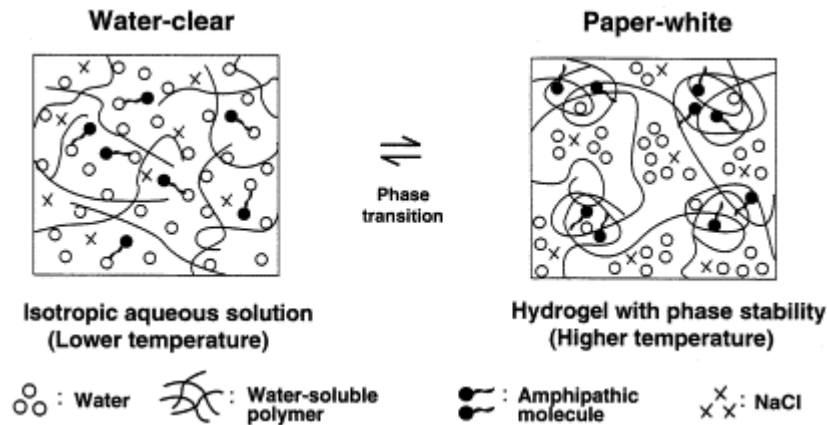 Water-clear
Paper-white
Phase
transition
Isotropic aqueous solution
(Lower temperature)
Hydrogel with phase stability
(Higher temperature)
: Water
: Water-soluble
polymer
: Amphipathic
molecule
: NaCl